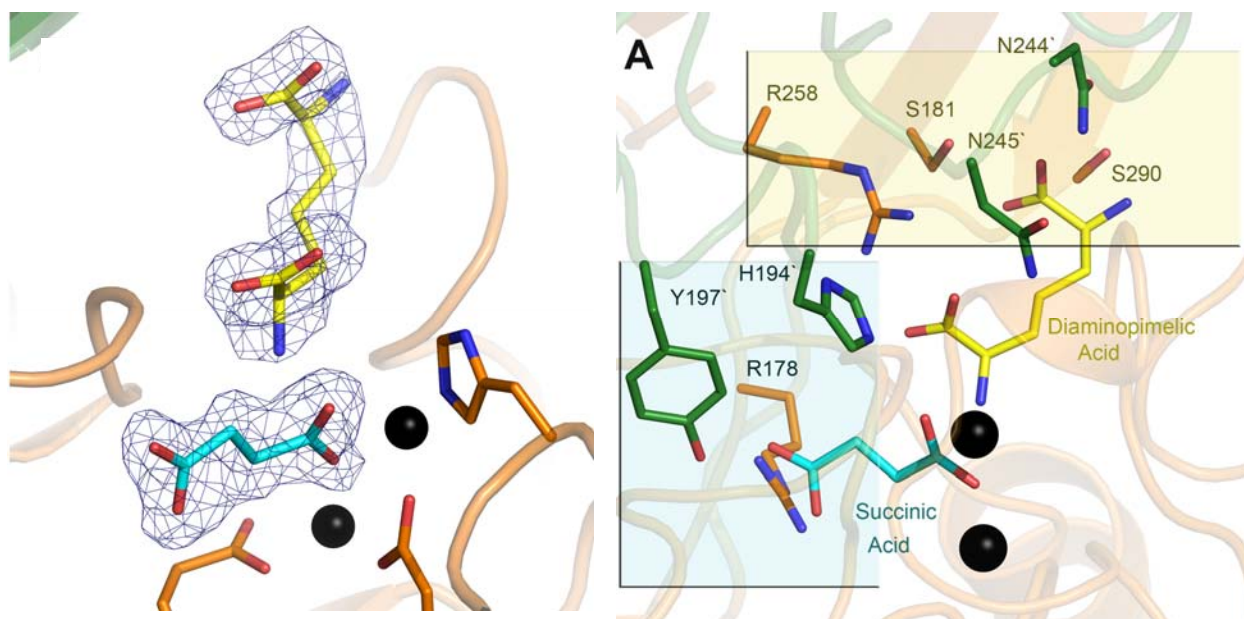 A
N244`
R258
S181
N245`
S290
H194`
Y197`
Diaminopimelic
Acid
R178
Succinic
Acid